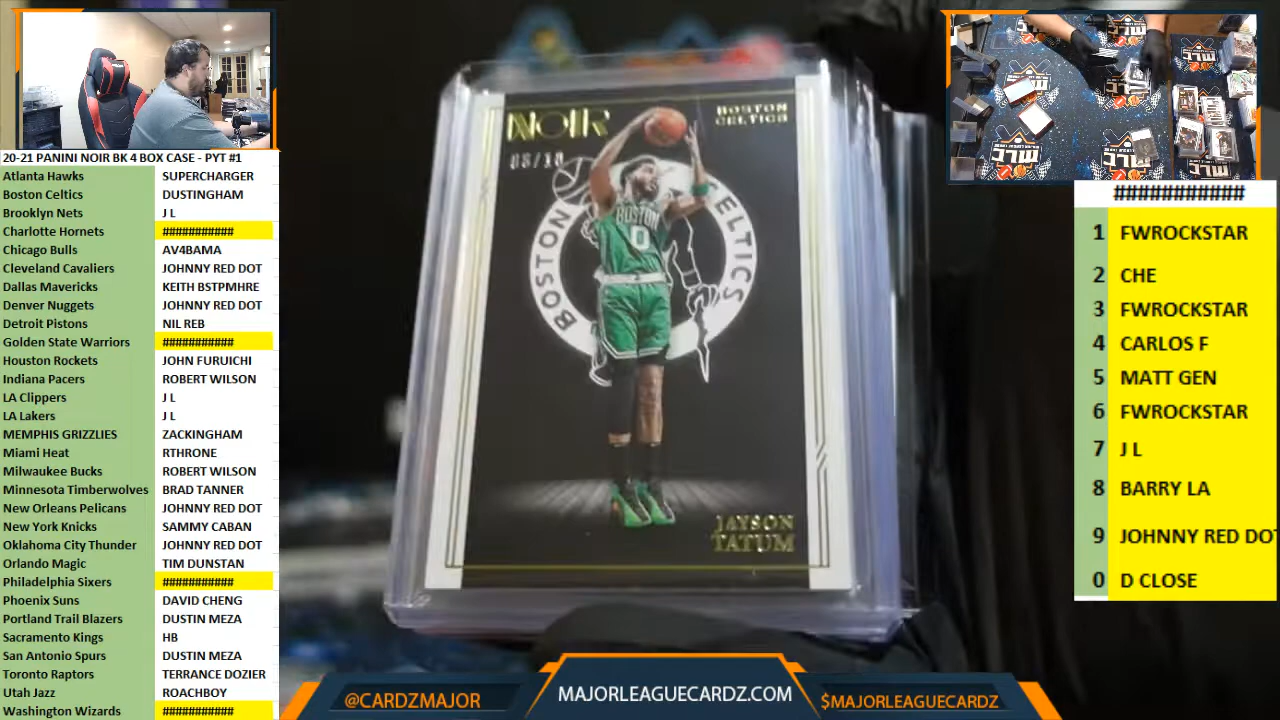 20-21 PANINI NOIR BK 4 BOX CASE - PYT #1
Atlanta Hawks SUPERCHARGER
Boston Celtics DUSTINGHAM
Brooklyn Nets J L
Charlotte Hornets ###########
Chicago Bulls AV4BAMA
Cleveland Cavaliers JOHNNY RED DOT
Dallas Mavericks KEITH BSTPMHRE
Denver Nuggets JOHNNY RED DOT
Detroit Pistons NIL REB
Golden State Warriors ###########
Houston Rockets JOHN FURUICHI
Indiana Pacers ROBERT WILSON
LA Clippers J L
LA Lakers J L
MEMPHIS GRIZZLIES ZACKINGHAM
Miami Heat RTHRONE
Milwaukee Bucks ROBERT WILSON
Minnesota Timberwolves BRAD TANNER
New Orleans Pelicans JOHNNY RED DOT
New York Knicks SAMMY CABAN
Oklahoma City Thunder JOHNNY RED DOT
Orlando Magic TIM DUNSTAN
Philadelphia Sixers ###########
Phoenix Suns DAVID CHENG
Portland Trail Blazers DUSTIN MEZA
Sacramento Kings HB
San Antonio Spurs DUSTIN MEZA
Toronto Raptors TERRANCE DOZIER
Utah Jazz ROACHBOY
Washington Wizards ###########
NOIR
BOSTON
CELTICS
BOSTON CELTICS
BOSTON
0
JAYSON
TATUM
MLC
MLC
MLC
MLC
############
1 FWROCKSTAR
2 CHE
3 FWROCKSTAR
4 CARLOS F
5 MATT GEN
6 FWROCKSTAR
7 J L
8 BARRY LA
9 JOHNNY RED DO
0 D CLOSE
@CARDZMAJOR
MAJORLEAGUECARDZ.COM
$MAJORLEAGUECARDZ